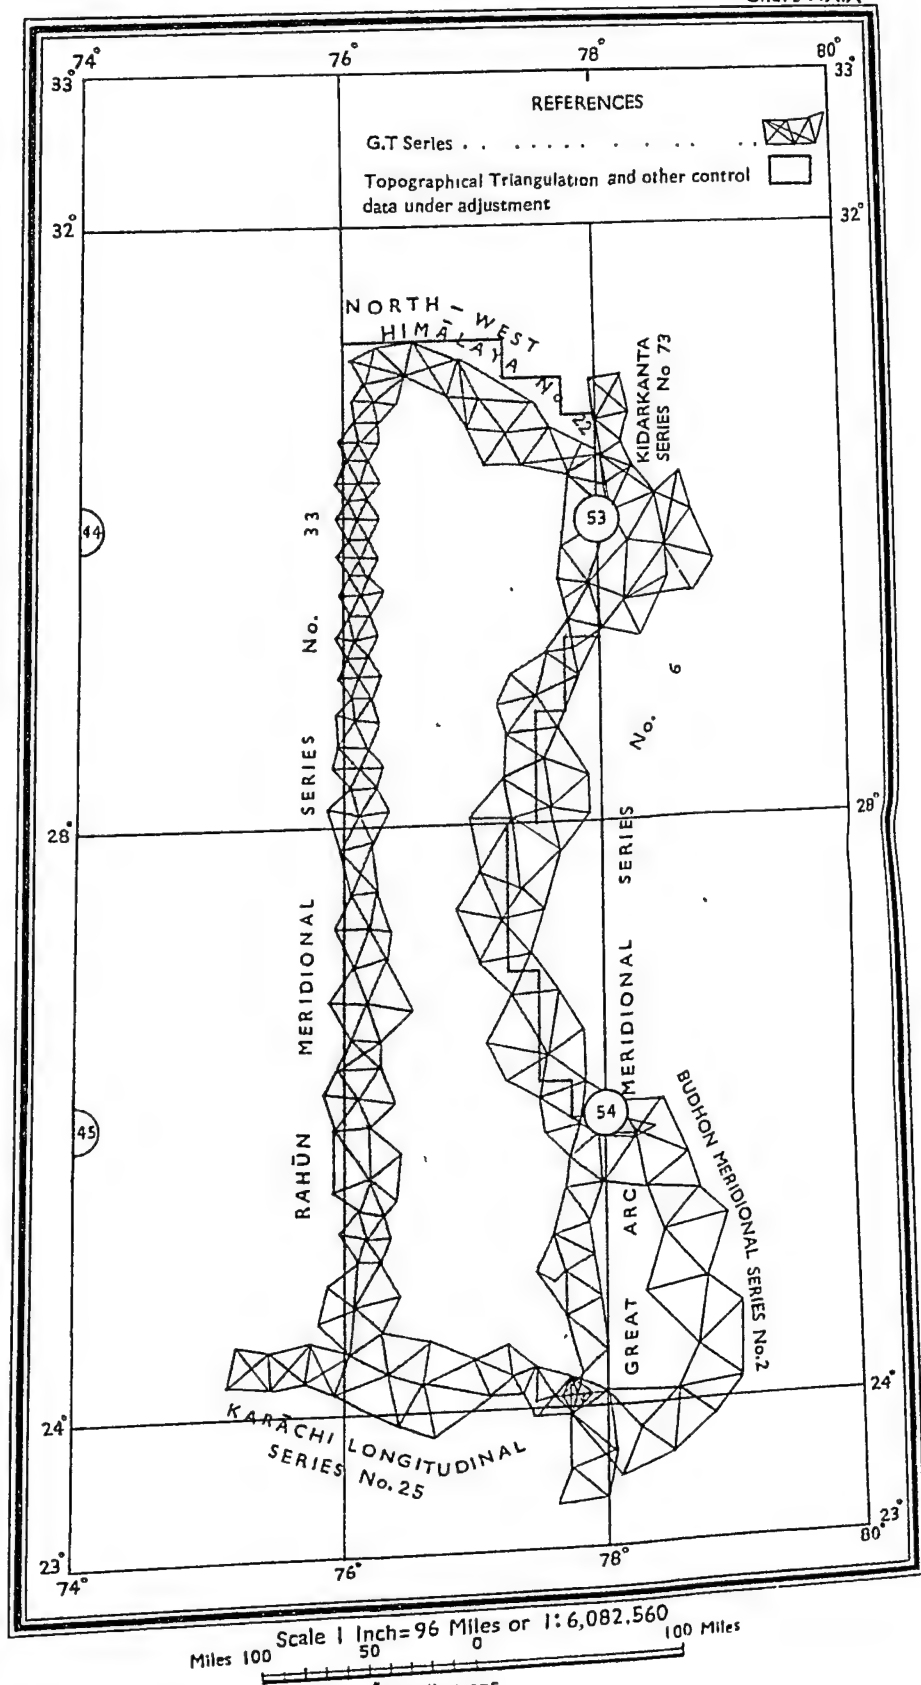 74°
76°
78°
80°
33°
33°
REFERENCES
G.T Series
Topographical Triangulation and other control
data under adjustment
32°
32°
NORTH-WEST
HIMĀLAYA No. 22
KIDARKANTA
SERIES No 73
44
53
RAHŪN MERIDIONAL SERIES No. 33
GREAT ARC MERIDIONAL SERIES No. 6
28°
28°
45
54
BUDHON MERIDIONAL SERIES No.2
24°
24°
KARĀCHI LONGITUDINAL
SERIES No.25
23°
23°
74°
76°
78°
80°
Scale 1 Inch=96 Miles or 1:6,082.560
Miles 100 50 0 100 Miles